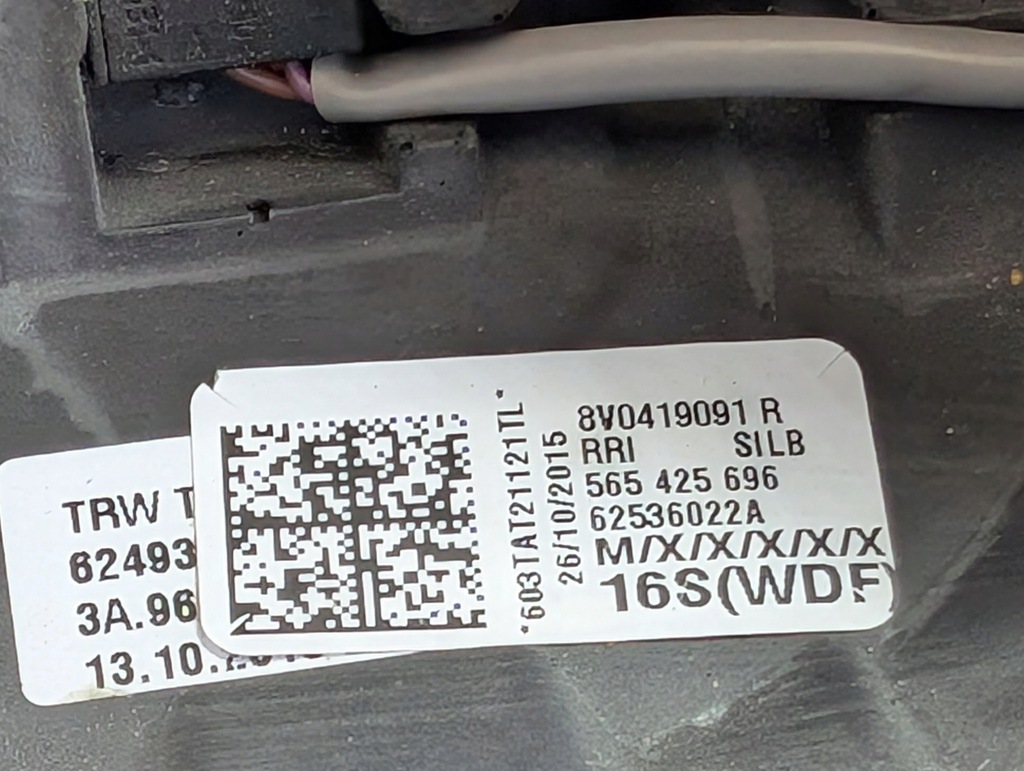 TRW T
62493
3A.96
13.10.
*603TAT21121TL*
26/10/2015
8V0419091 R
RRI SILB
565 425 696
62536022A
M/X/X/X/X/X
16S(WDF)